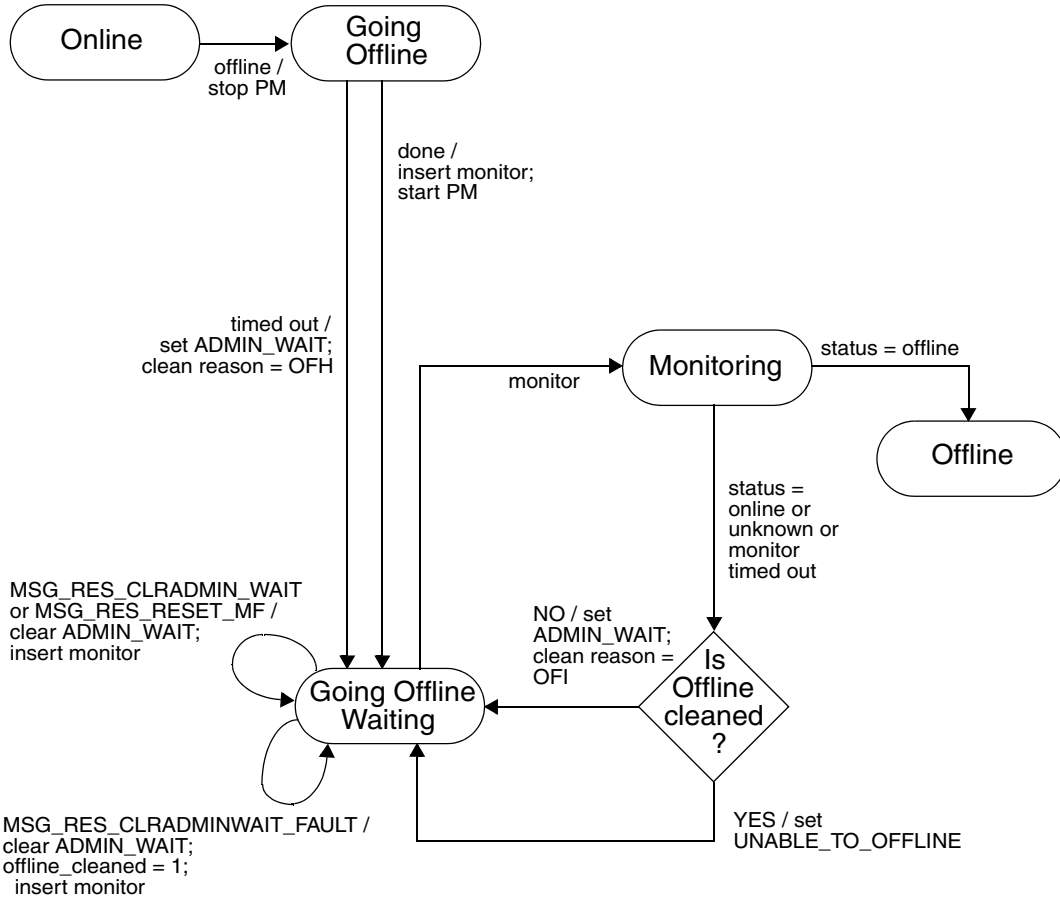 Online
Going
Offline
offline /
stop PM
done /
insert monitor;
start PM
timed out /
set ADMIN_WAIT;
clean reason = OFH
monitor
Monitoring
status = offline
Offline
status =
online or
unknown or
monitor
timed out
MSG_RES_CLRADMIN_WAIT
or MSG_RES_RESET_MF /
clear ADMIN_WAIT;
insert monitor
NO / set
ADMIN_WAIT;
clean reason =
OFI
Is
Offline
cleaned
?
Going Offline
Waiting
MSG_RES_CLRADMINWAIT_FAULT /
clear ADMIN_WAIT;
offline_cleaned = 1;
insert monitor
YES / set
UNABLE_TO_OFFLINE